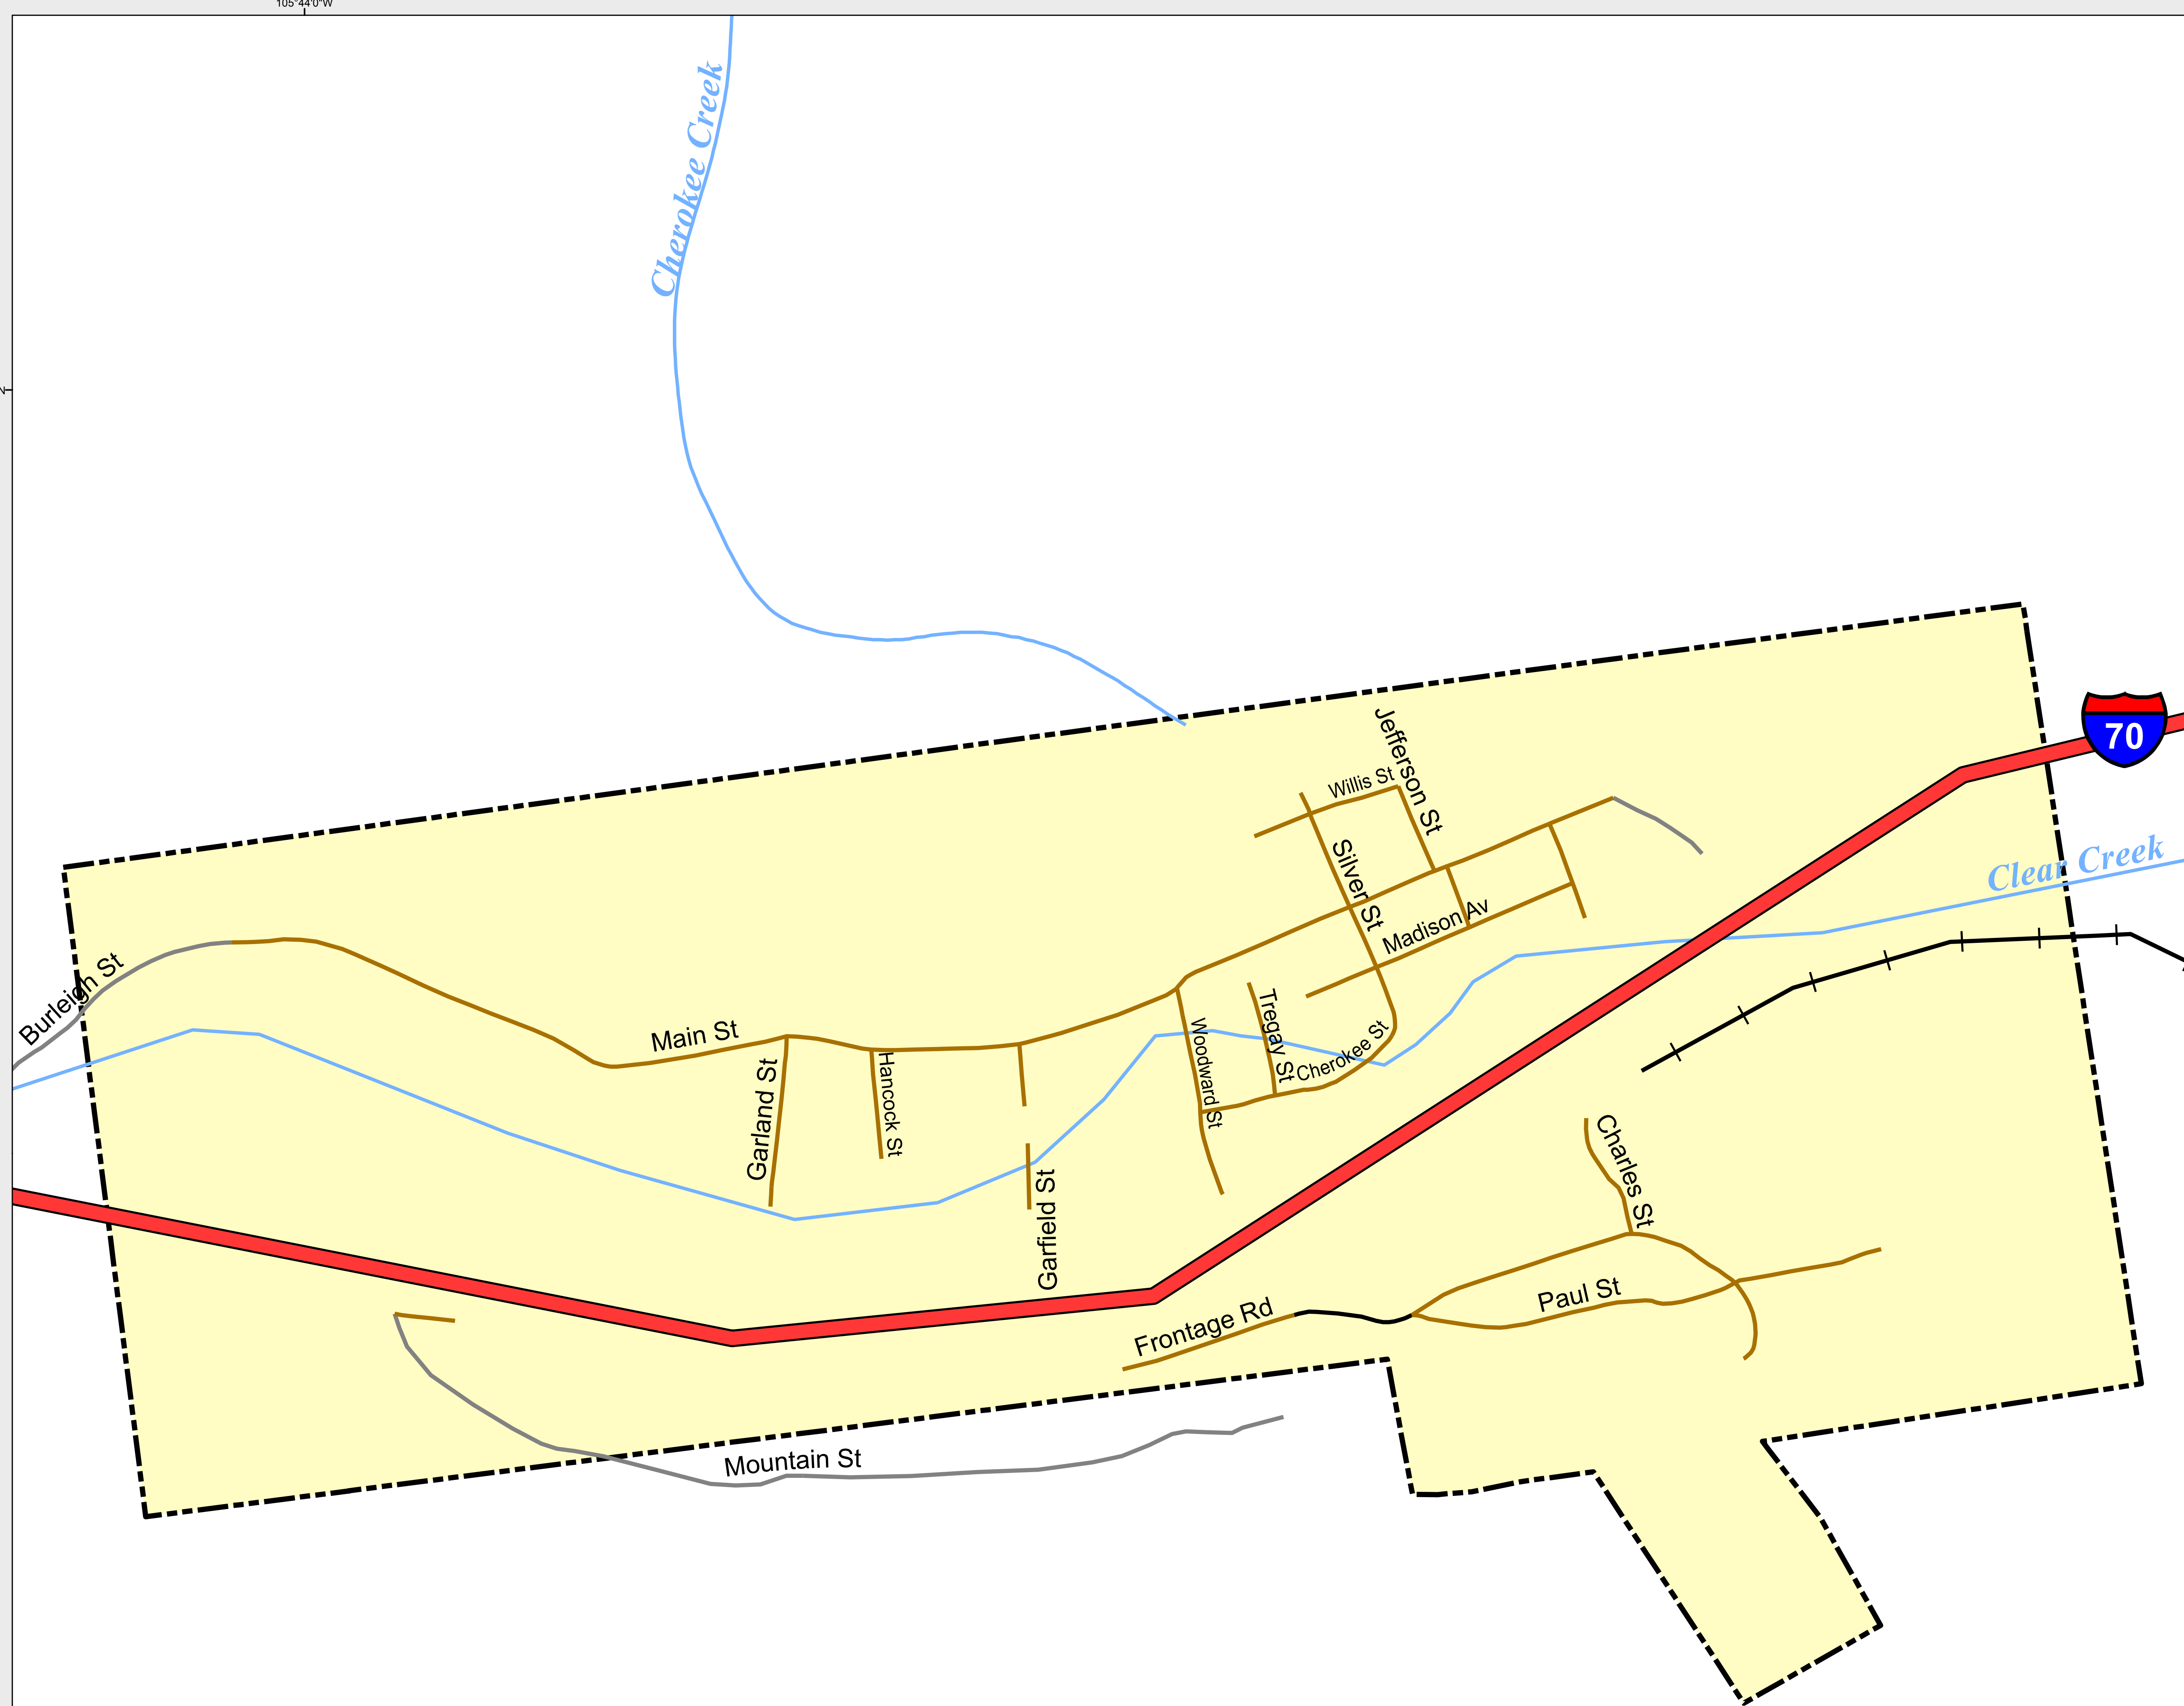 105°44'0"W
Cherokee Creek
N
Jefferson St
70
Willis St
Silver St
Clear Creek
Madison Av
Burleigh St
Main St
Tregay St
Woodward St
Cherokee St
Garland St
Hancock St
Charles St
Garfield St
Paul St
Frontage Rd
Mountain St